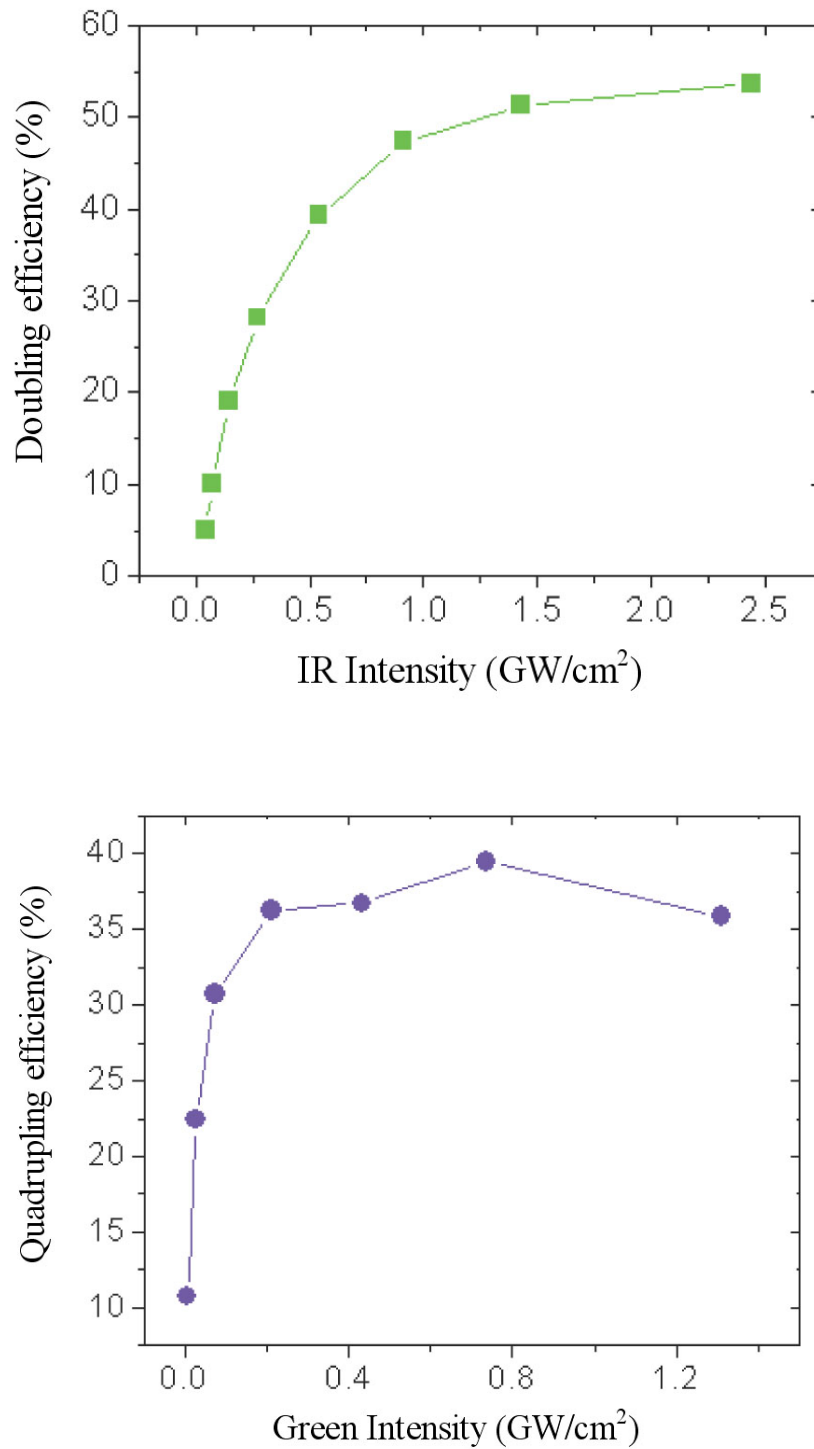 60
50
40
30
20
10
0
Doubling efficiency (%)
0.0 0.5 1.0 1.5 2.0 2.5
IR Intensity (GW/cm²)
40
35
30
25
20
15
10
Quadrupling efficiency (%)
0.0 0.4 0.8 1.2
Green Intensity (GW/cm²)